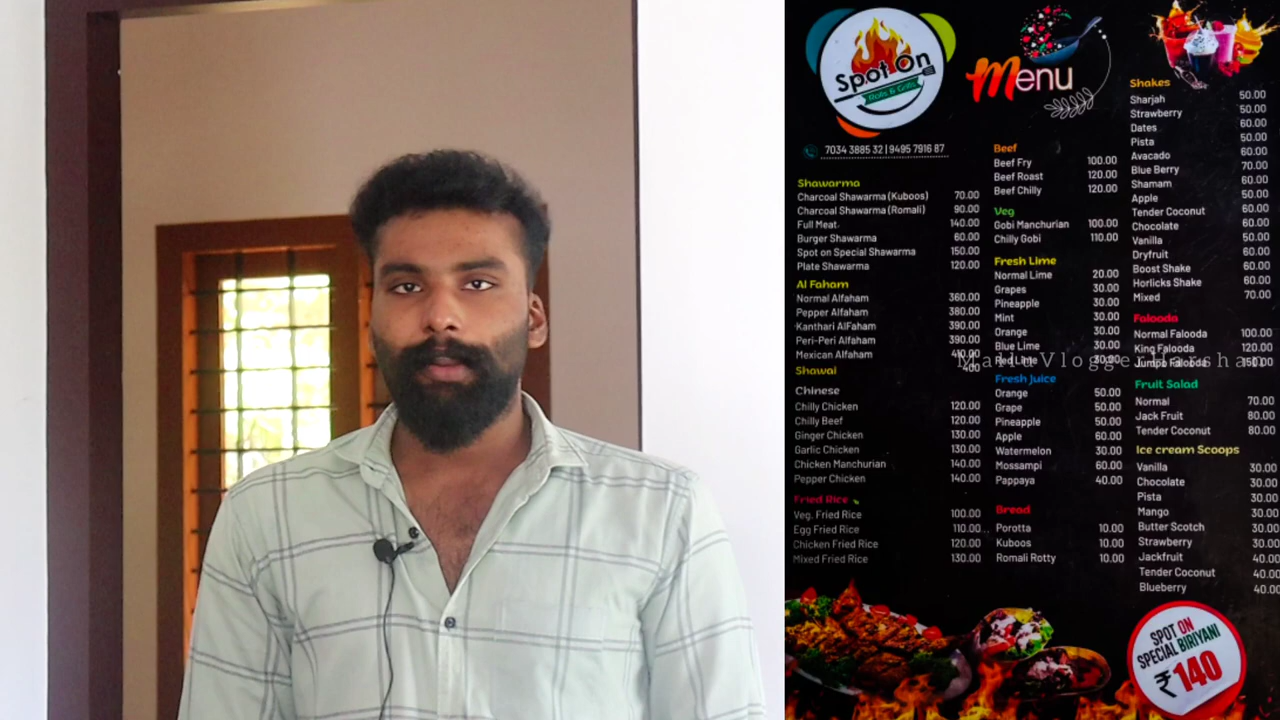 Spot On
Rolls & Grills
7034 3885 32 | 9495 7916 87
Menu
Shawarma
Charcoal Shawarma (Kuboos) 70.00
Charcoal Shawarma (Romali) 90.00
Full Meat. 140.00
Burger Shawarma 60.00
Spot on Special Shawarma 150.00
Plate Shawarma 120.00
Al Faham
Normal Alfaham 360.00
Pepper Alfaham 380.00
Kanthari AlFaham 390.00
Peri-Peri Alfaham 390.00
Mexican Alfaham 410.00
Shawai 400
Chinese
Chilly Chicken 120.00
Chilly Beef 120.00
Ginger Chicken 130.00
Garlic Chicken 130.00
Chicken Manchurian 140.00
Pepper Chicken 140.00
Fried Rice
Veg. Fried Rice 100.00
Egg Fried Rice 110.00
Chicken Fried Rice 120.00
Mixed Fried Rice 130.00
Beef
Beef Fry 100.00
Beef Roast 120.00
Beef Chilly 120.00
Veg
Gobi Manchurian 100.00
Chilly Gobi 110.00
Fresh Lime
Normal Lime 20.00
Grapes 30.00
Pineapple 30.00
Mint 30.00
Orange 30.00
Blue Lime 30.00
Red Lime 30.00
Fresh Juice
Orange 50.00
Grape 50.00
Pineapple 50.00
Apple 60.00
Watermelon 30.00
Mossampi 60.00
Pappaya 40.00
Bread
Porotta 10.00
Kuboos 10.00
Romali Rotty 10.00
Shakes
Sharjah 50.00
Strawberry 50.00
Dates 60.00
Pista 50.00
Avacado 60.00
Blue Berry 70.00
Shamam 60.00
Apple 50.00
Tender Coconut 60.00
Chocolate 60.00
Vanilla 50.00
Dryfruit 60.00
Boost Shake 60.00
Horlicks Shake 60.00
Mixed 70.00
Falooda
Normal Falooda 100.00
King Falooda 120.00
Jumpo Falooda 150.00
Fruit Salad
Normal 70.00
Jack Fruit 80.00
Tender Coconut 80.00
Ice cream Scoops
Vanilla 30.00
Chocolate 30.00
Pista 30.00
Mango 30.00
Butter Scotch 30.00
Strawberry 30.00
Jackfruit 40.00
Tender Coconut 40.00
Blueberry 40.00
SPOT ON
SPECIAL BIRIYANI
₹140